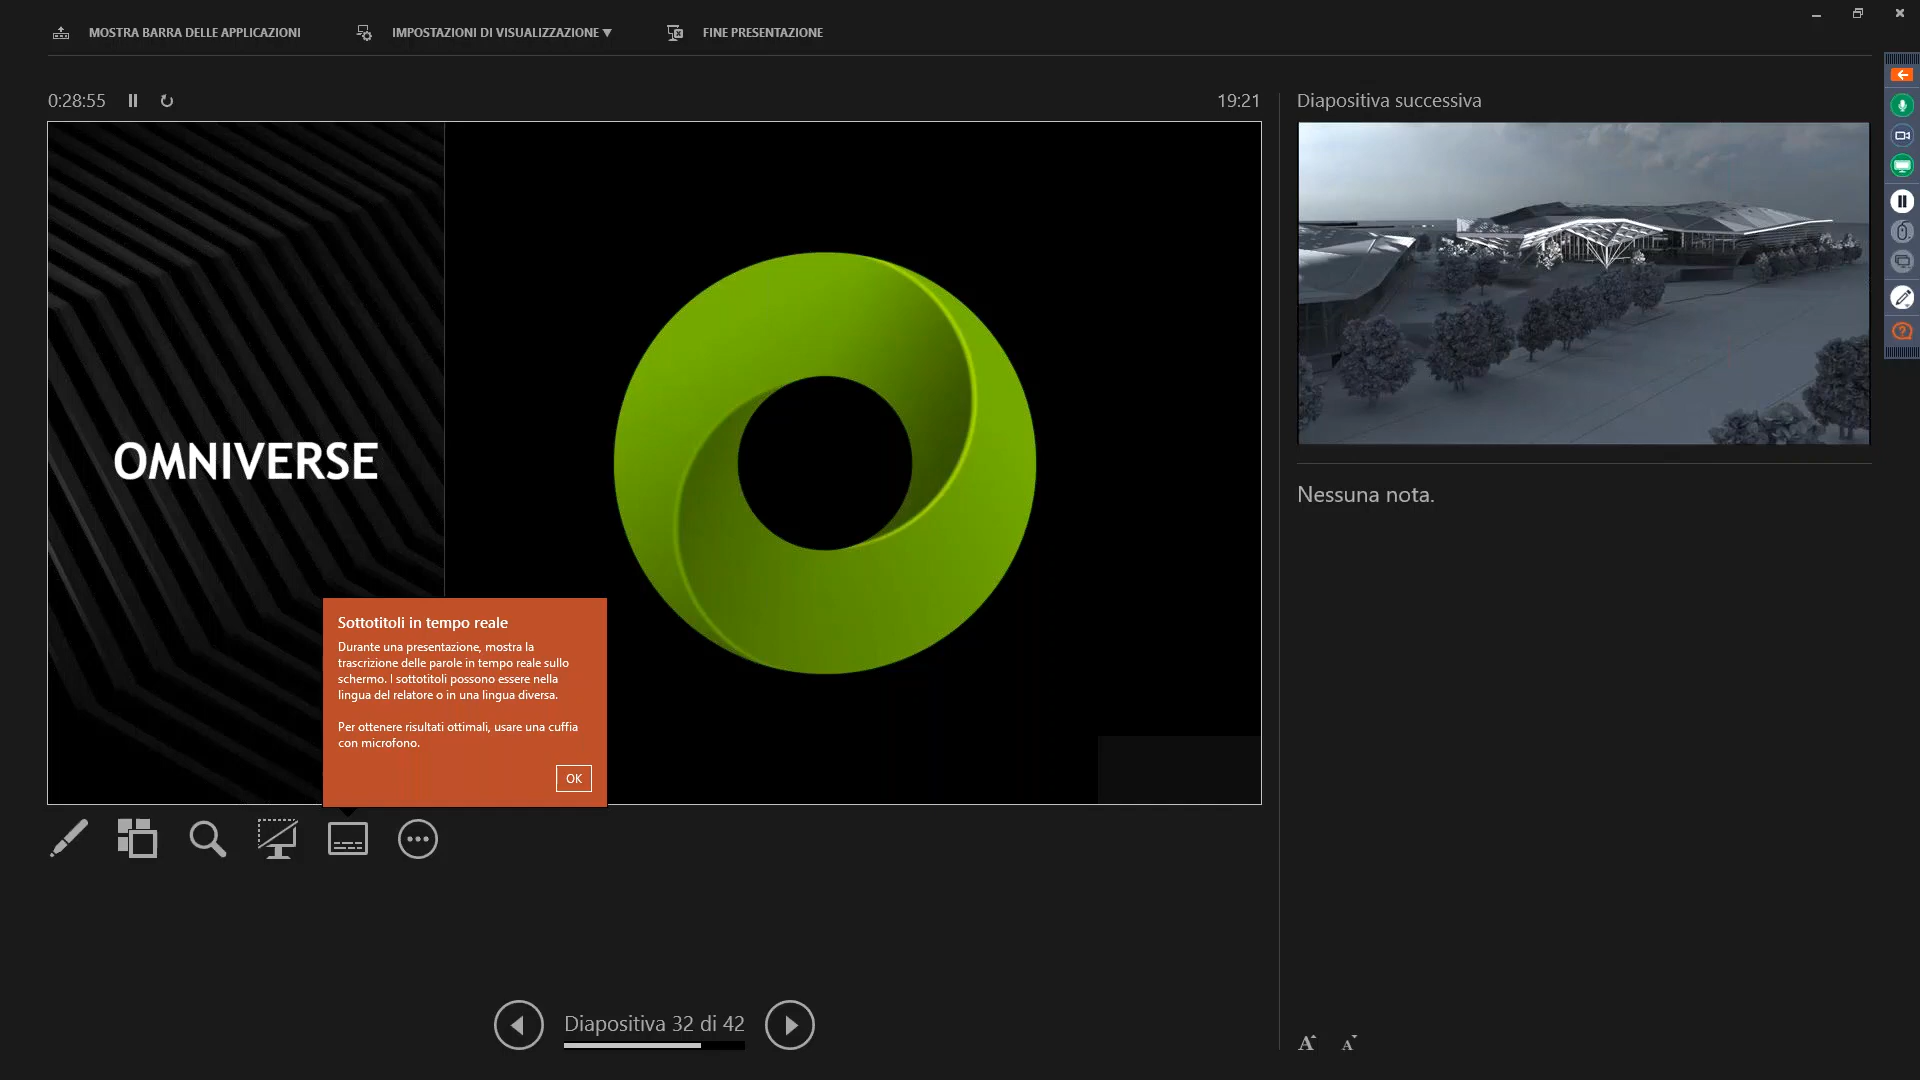 MOSTRA BARRA DELLE APPLICAZIONI
IMPOSTAZIONI DI VISUALIZZAZIONE
FINE PRESENTAZIONE
0:28:55
19:21
Diapositiva successiva
OMNIVERSE
Sottotitoli in tempo reale
Durante una presentazione, mostra la
trascrizione delle parole in tempo reale sullo
schermo. I sottotitoli possono essere nella
lingua del relatore o in una lingua diversa.
Per ottenere risultati ottimali, usare una cuffia
con microfono.
OK
Nessuna nota.
Diapositiva 32 di 42
A
A